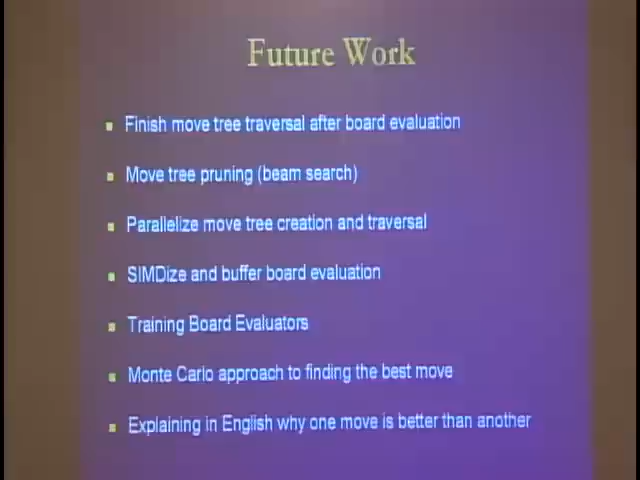 Future Work
Finish move tree traversal after board evaluation
Move tree pruning (beam search)
Parallelize move tree creation and traversal
SIMDize and buffer board evaluation
Training Board Evaluators
Monte Carlo approach to finding the best move
Explaining in English why one move is better than another